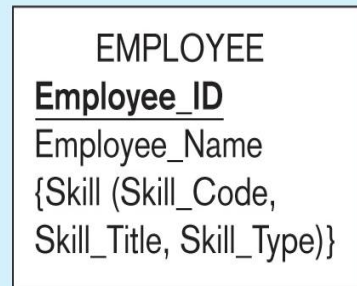 EMPLOYEE
Employee_ID
Employee_Name
{Skill (Skill_Code,
Skill_Title, Skill_Type)}